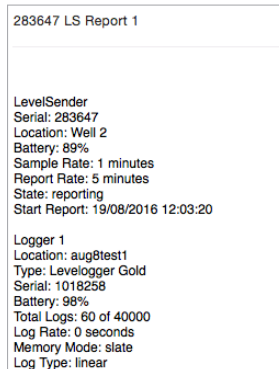 283647 LS Report 1
LevelSender
Serial: 283647
Location: Well 2
Battery: 89%
Sample Rate: 1 minutes
Report Rate: 5 minutes
State: reporting
Start Report: 19/08/2016 12:03:20
Logger 1
Location: aug8test1
Type: Levelogger Gold
Serial: 1018258
Battery: 98%
Total Logs: 60 of 40000
Log Rate: 0 seconds
Memory Mode: slate
Log Type: linear